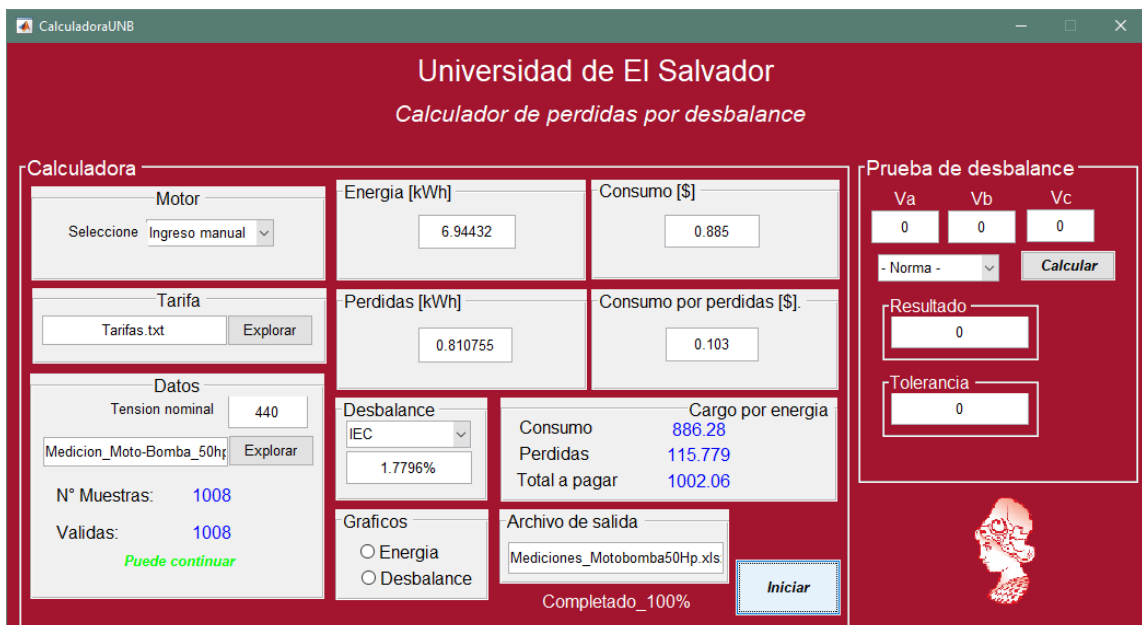 CalculadoraUNB
Universidad de El Salvador
Calculador de perdidas por desbalance
Calculadora
Motor
Seleccione Ingreso manual
Tarifa
Tarifas.txt Explorar
Datos
Tension nominal 440
Medicion_Moto-Bomba_50hp Explorar
N° Muestras: 1008
Validas: 1008
Puede continuar
Energia [kWh]
6.94432
Consumo [$]
0.885
Perdidas [kWh]
0.810755
Consumo por perdidas [$].
0.103
Desbalance
IEC
1.7796%
Cargo por energia
Consumo 886.28
Perdidas 115.779
Total a pagar 1002.06
Graficos
Energia
Desbalance
Archivo de salida
Mediciones_Motobomba50Hp.xls
Completado_100%
Iniciar
Prueba de desbalance
Va Vb Vc
0 0 0
- Norma - Calcular
Resultado
0
Tolerancia
0